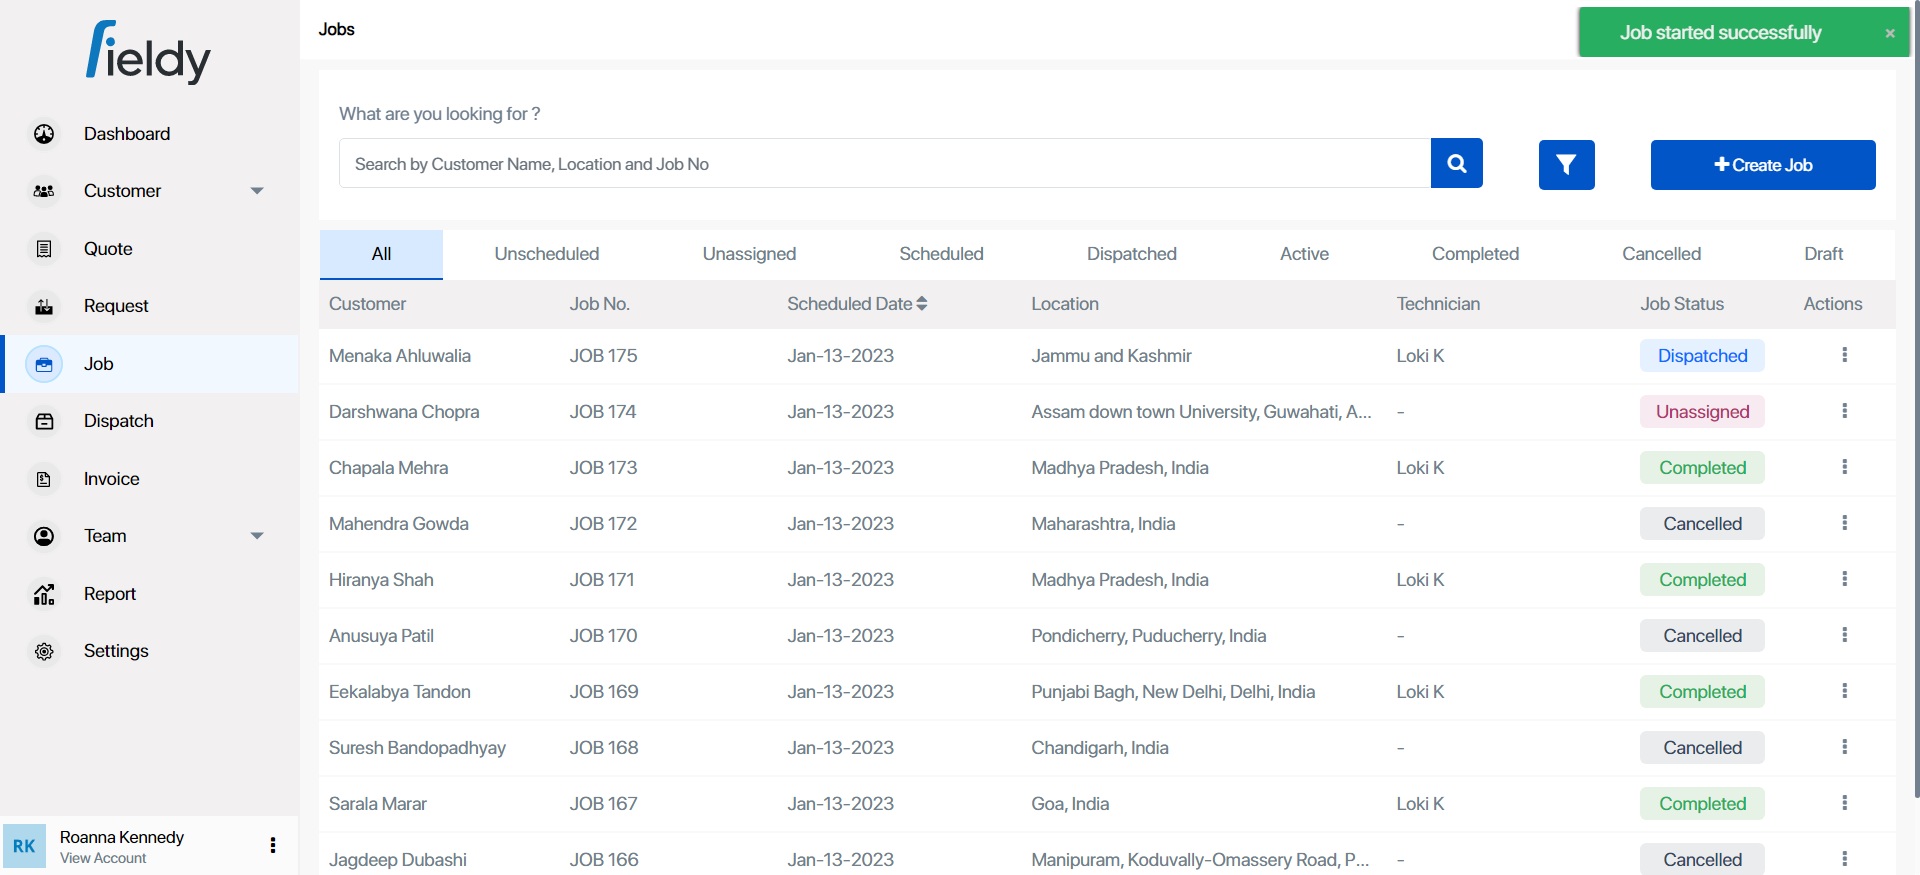 fieldy
Dashboard
Customer
Quote
Request
Job
Dispatch
Invoice
Team
Report
Settings
RK
Roanna Kennedy
View Account
Jobs
Job started successfully ×
What are you looking for ?
Search by Customer Name, Location and Job No
Create Job
All Unscheduled Unassigned Scheduled Dispatched Active Completed Cancelled Draft
Customer Job No. Scheduled Date Location Technician Job Status Actions
Menaka Ahluwalia JOB 175 Jan-13-2023 Jammu and Kashmir Loki K Dispatched
Darshwana Chopra JOB 174 Jan-13-2023 Assam down town University, Guwahati, A... - Unassigned
Chapala Mehra JOB 173 Jan-13-2023 Madhya Pradesh, India Loki K Completed
Mahendra Gowda JOB 172 Jan-13-2023 Maharashtra, India - Cancelled
Hiranya Shah JOB 171 Jan-13-2023 Madhya Pradesh, India Loki K Completed
Anusuya Patil JOB 170 Jan-13-2023 Pondicherry, Puducherry, India - Cancelled
Eekalabya Tandon JOB 169 Jan-13-2023 Punjabi Bagh, New Delhi, Delhi, India Loki K Completed
Suresh Bandopadhyay JOB 168 Jan-13-2023 Chandigarh, India - Cancelled
Sarala Marar JOB 167 Jan-13-2023 Goa, India Loki K Completed
Jagdeep Dubashi JOB 166 Jan-13-2023 Manipuram, Koduvally-Omassery Road, P... - Cancelled